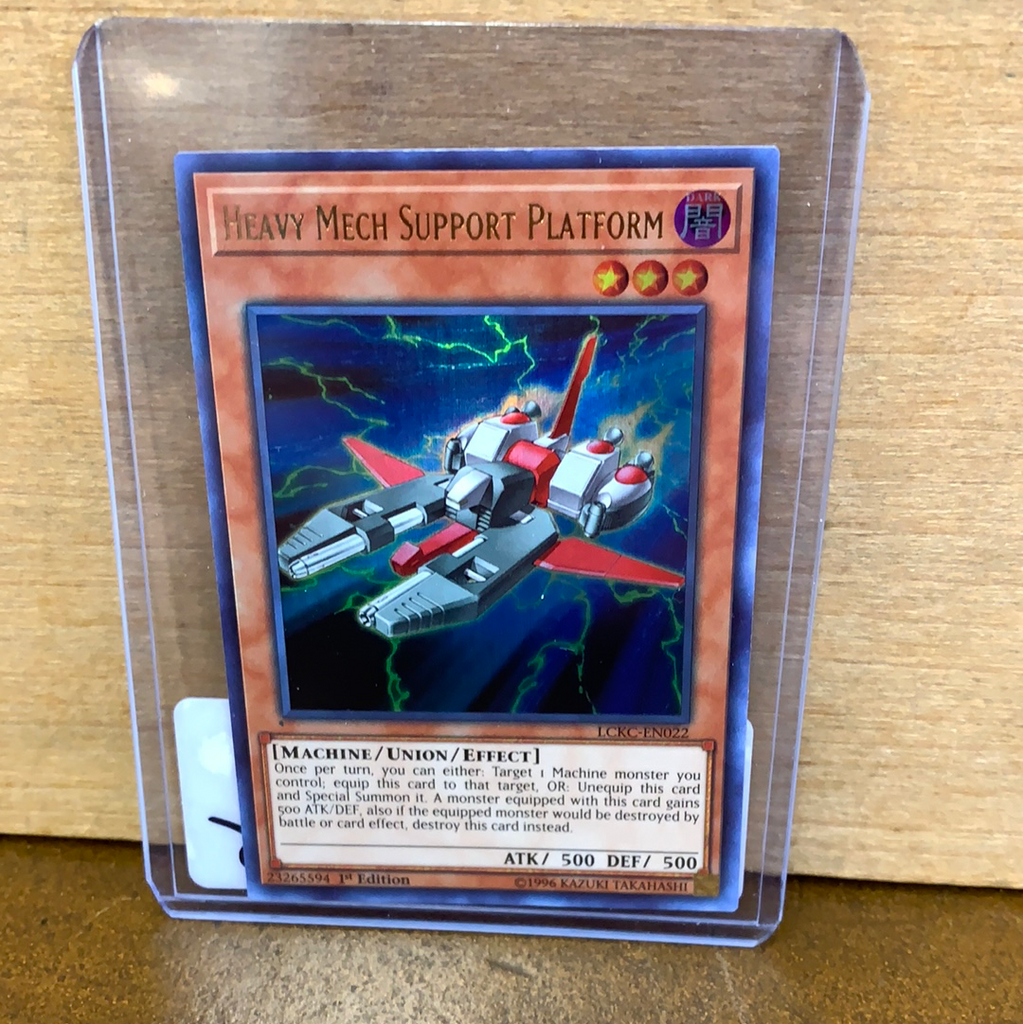 HEAVY MECH SUPPORT PLATFORM
DARK
闇
LCKC-EN022
[MACHINE/UNION/EFFECT]
Once per turn, you can either: Target 1 Machine monster you
control; equip this card to that target, OR: Unequip this card
and Special Summon it. A monster equipped with this card gains
500 ATK/DEF, also if the equipped monster would be destroyed by
battle or card effect, destroy this card instead.
ATK/ 500 DEF/ 500
23265594 1st Edition ©1996 KAZUKI TAKAHASHI